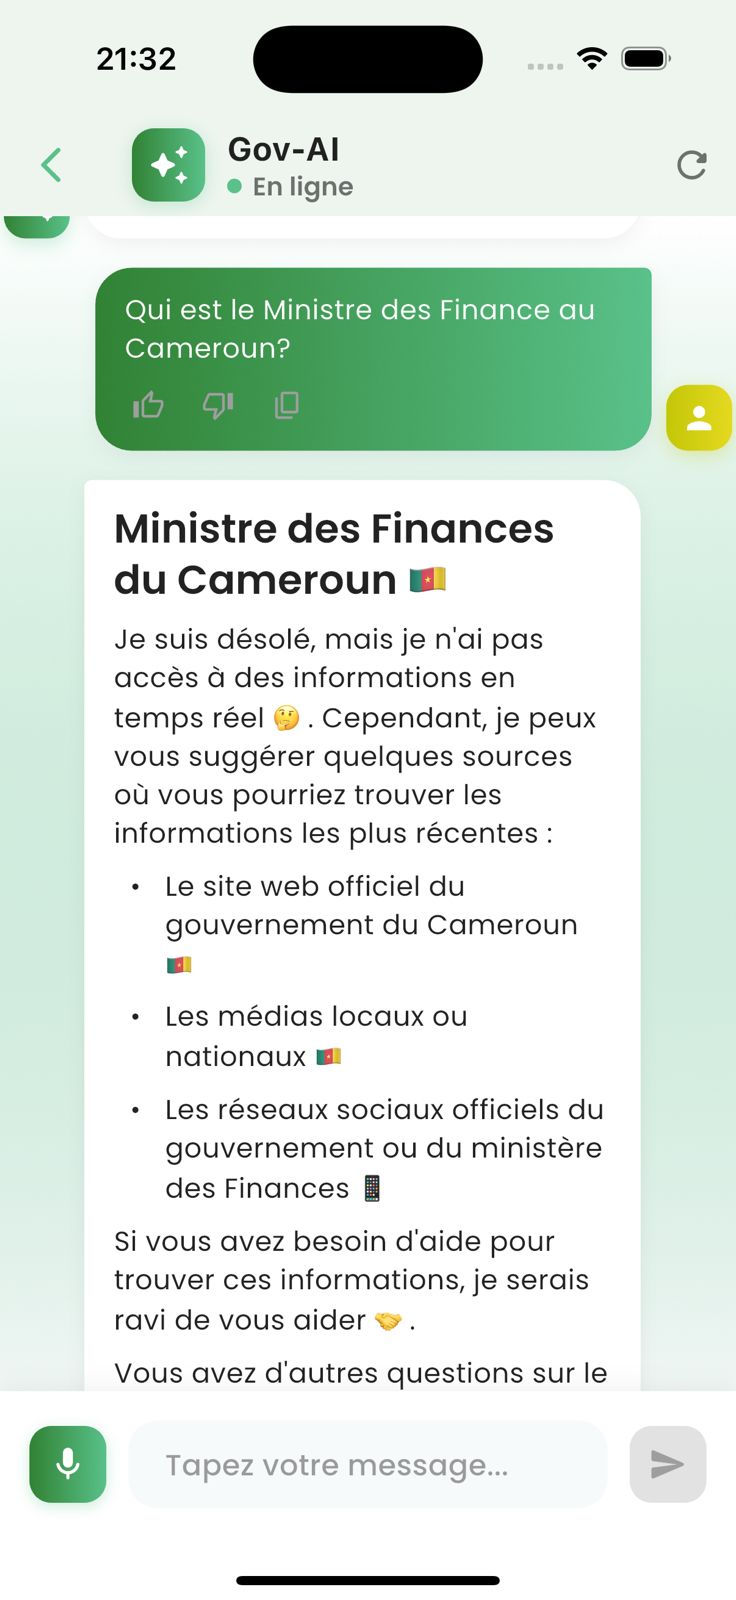 21:32
Gov-AI
En ligne
Qui est le Ministre des Finance au
Cameroun?
Ministre des Finances
du Cameroun 🇨🇲
Je suis désolé, mais je n'ai pas
accès à des informations en
temps réel 🤔 . Cependant, je peux
vous suggérer quelques sources
où vous pourriez trouver les
informations les plus récentes :
• Le site web officiel du
gouvernement du Cameroun
🇨🇲
• Les médias locaux ou
nationaux 🇨🇲
• Les réseaux sociaux officiels du
gouvernement ou du ministère
des Finances 📱
Si vous avez besoin d'aide pour
trouver ces informations, je serais
ravi de vous aider 🤝 .
Vous avez d'autres questions sur le
Tapez votre message...